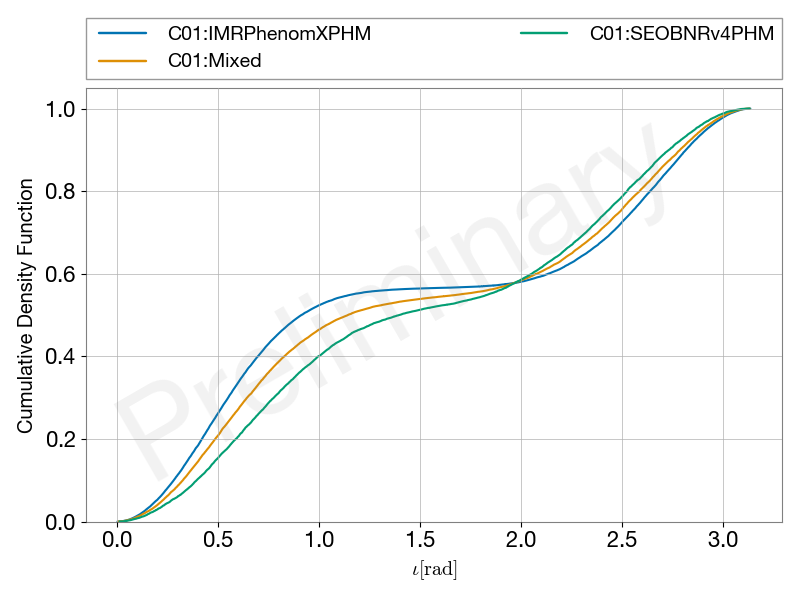 C01:IMRPhenomXPHM
C01:Mixed
C01:SEOBNRv4PHM
Preliminary
Cumulative Density Function
1.0
0.8
0.6
0.4
0.2
0.0
0.0 0.5 1.0 1.5 2.0 2.5 3.0
ι[rad]